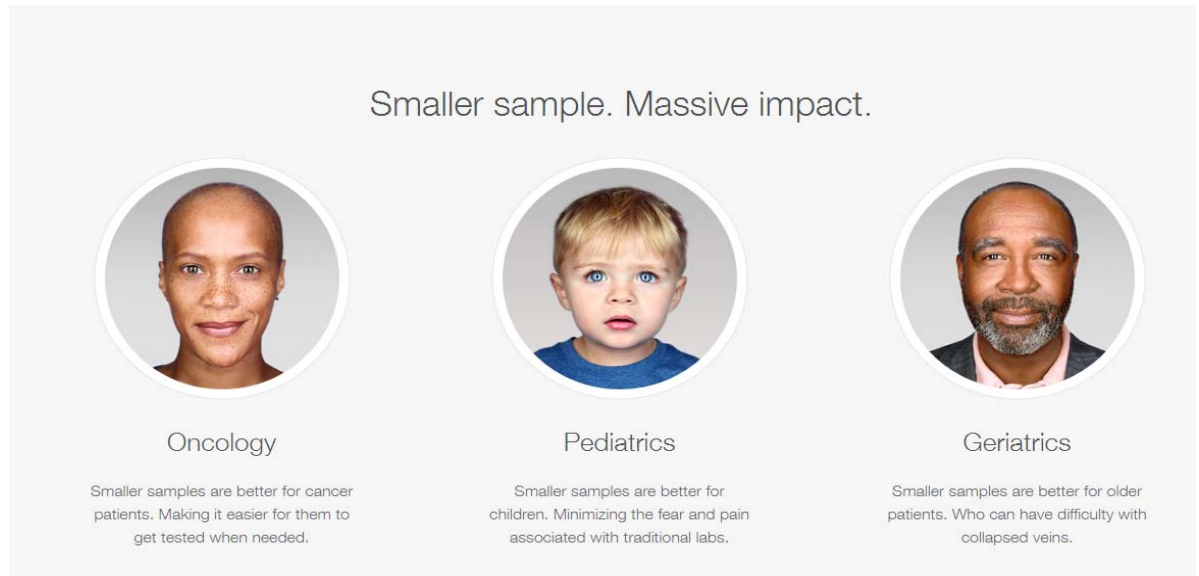 Smaller sample. Massive impact.
Oncology
Smaller samples are better for cancer
patients. Making it easier for them to
get tested when needed.
Pediatrics
Smaller samples are better for
children. Minimizing the fear and pain
associated with traditional labs.
Geriatrics
Smaller samples are better for older
patients. Who can have difficulty with
collapsed veins.